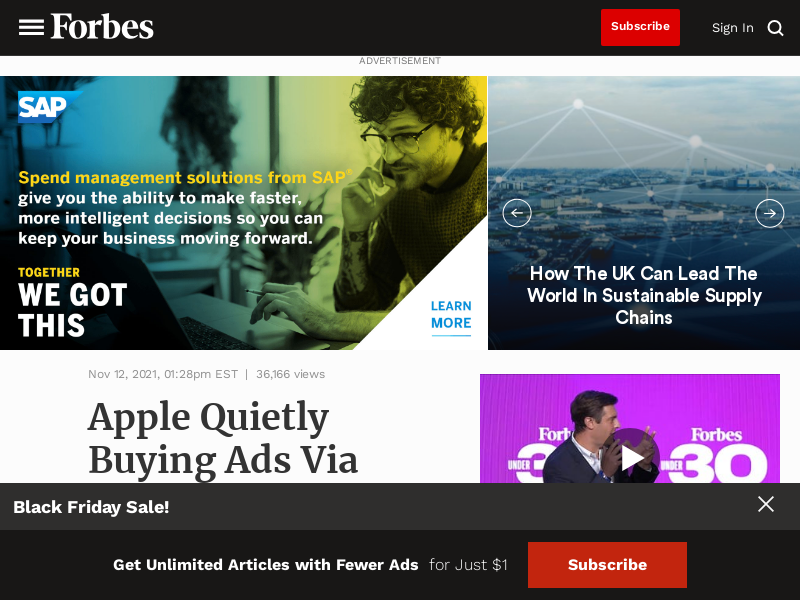 Forbes
Subscribe
Sign In
ADVERTISEMENT
SAP
Spend management solutions from SAP®
give you the ability to make faster,
more intelligent decisions so you can
keep your business moving forward.
TOGETHER
WE GOT
THIS
LEARN
MORE
How The UK Can Lead The
World In Sustainable Supply
Chains
Nov 12, 2021, 01:28pm EST | 36,166 views
Apple Quietly
Buying Ads Via
Forbes
Forbes
UNDER 30
UNDER 30
Black Friday Sale!
Get Unlimited Articles with Fewer Ads for Just $1
Subscribe